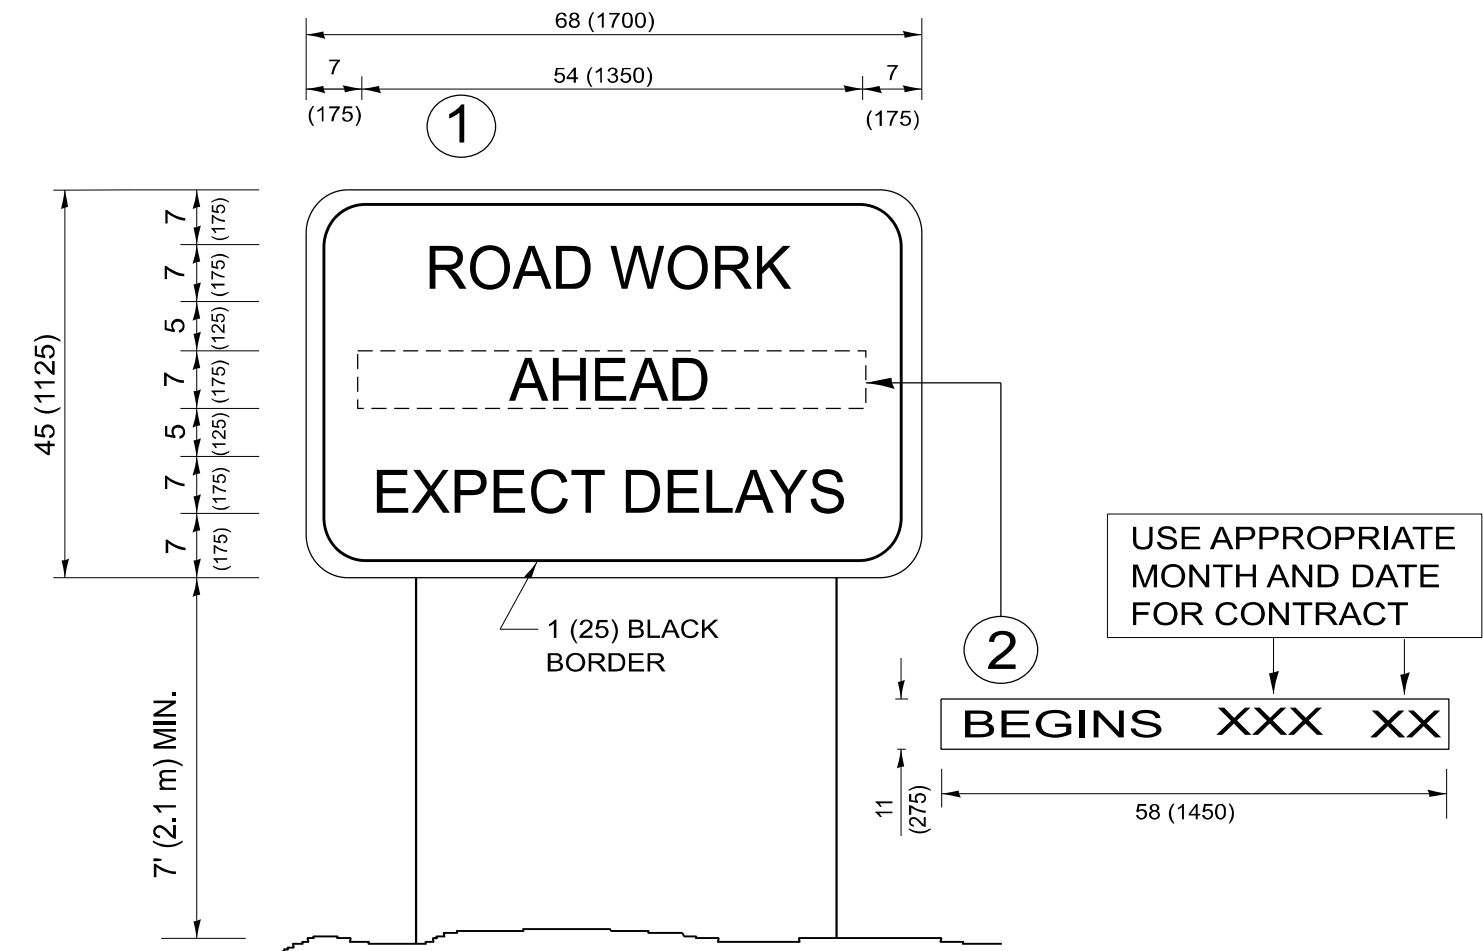 68 (1700)
7
54 (1350)
7
(175)
(175)
1
7
(175)
7
(175)
5
(125)
7
(175)
5
(125)
7
(175)
7
(175)
45 (1125)
ROAD WORK
AHEAD
EXPECT DELAYS
1 (25) BLACK
BORDER
7' (2.1 m) MIN.
2
USE APPROPRIATE
MONTH AND DATE
FOR CONTRACT
BEGINS XXX XX
11
(275)
58 (1450)